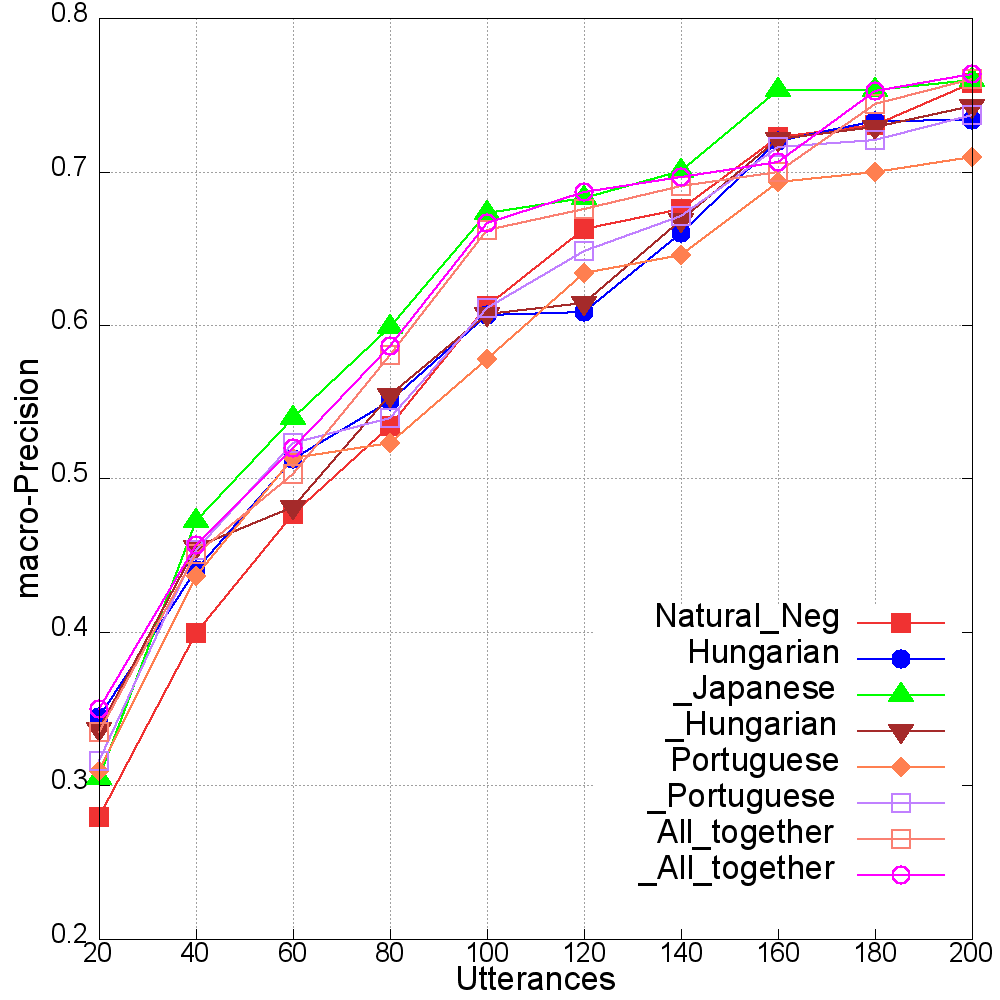 0.8
0.7
0.6
0.5
0.4
0.3
0.2
macro-Precision
Natural_Neg
Hungarian
_Japanese
_Hungarian
Portuguese
_Portuguese
All_together
_All_together
20 40 60 80 100 120 140 160 180 200
Utterances